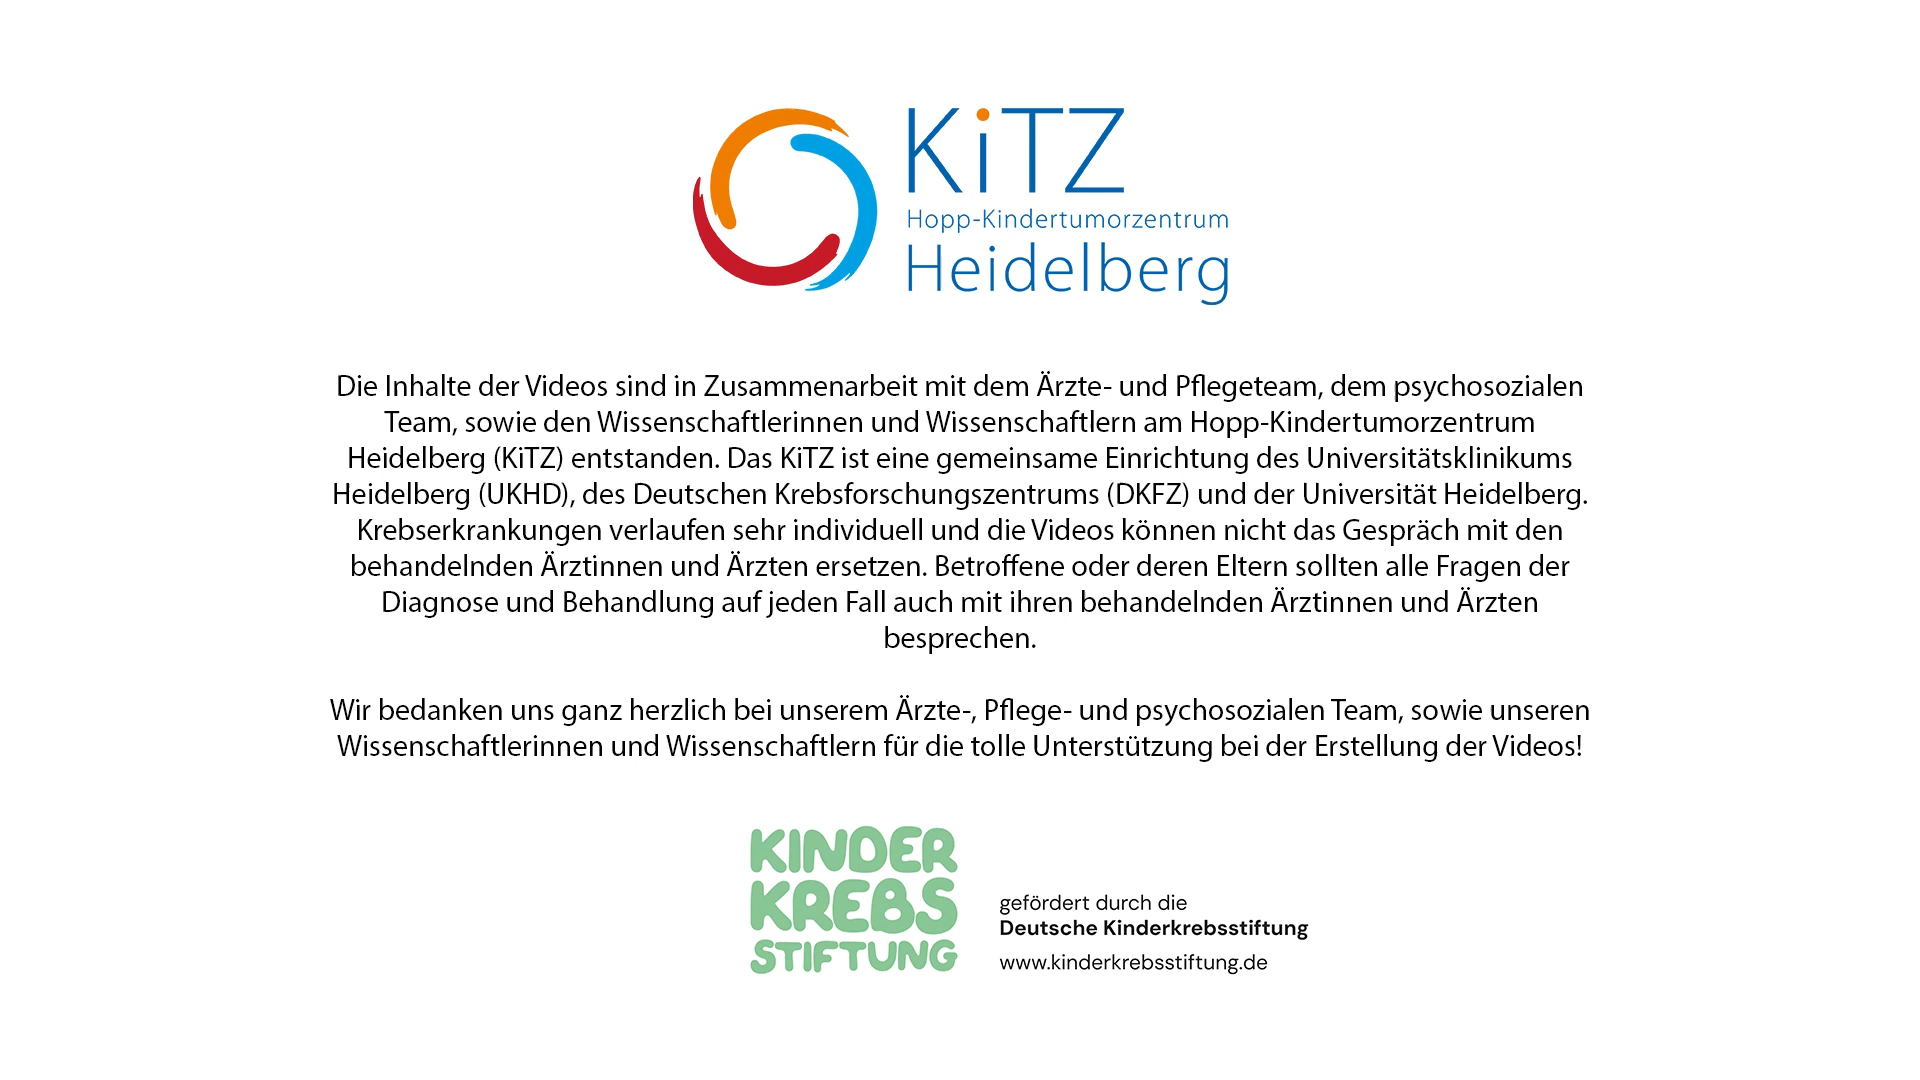 KiTZ
Hopp-Kindertumorzentrum
Heidelberg
Die Inhalte der Videos sind in Zusammenarbeit mit dem Ärzte- und Pflegeteam, dem psychosozialen
Team, sowie den Wissenschaftlerinnen und Wissenschaftlern am Hopp-Kindertumorzentrum
Heidelberg (KiTZ) entstanden. Das KiTZ ist eine gemeinsame Einrichtung des Universitätsklinikums
Heidelberg (UKHD), des Deutschen Krebsforschungszentrums (DKFZ) und der Universität Heidelberg.
Krebserkrankungen verlaufen sehr individuell und die Videos können nicht das Gespräch mit den
behandelnden Ärztinnen und Ärzten ersetzen. Betroffene oder deren Eltern sollten alle Fragen der
Diagnose und Behandlung auf jeden Fall auch mit ihren behandelnden Ärztinnen und Ärzten
besprechen.
Wir bedanken uns ganz herzlich bei unserem Ärzte-, Pflege- und psychosozialen Team, sowie unseren
Wissenschaftlerinnen und Wissenschaftlern für die tolle Unterstützung bei der Erstellung der Videos!
KINDER
KREBS
STIFTUNG
gefördert durch die
Deutsche Kinderkrebsstiftung
www.kinderkrebsstiftung.de